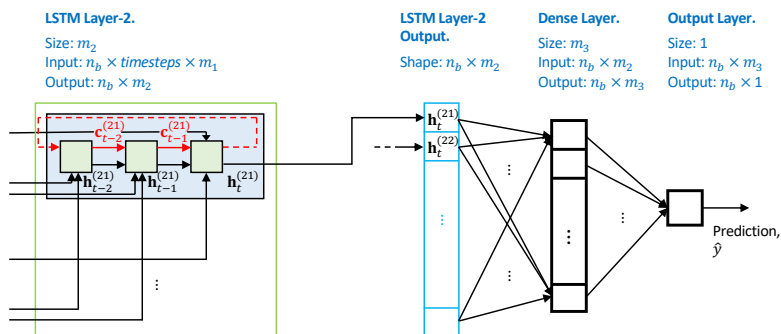 LSTM Layer-2.
Size: m₂
Input: n_b × timesteps × m₁
Output: n_b × m₂
LSTM Layer-2
Output.
Shape: n_b × m₂
Dense Layer.
Size: m₃
Input: n_b × m₂
Output: n_b × m₃
Output Layer.
Size: 1
Input: n_b × m₃
Output: n_b × 1
c_{t−2}^{(21)} c_{t−1}^{(21)}
h_{t−2}^{(21)} h_{t−1}^{(21)} h_t^{(21)}
...
h_t^{(21)}
h_t^{(22)}
...
...
...
...
...
Prediction,
ŷ